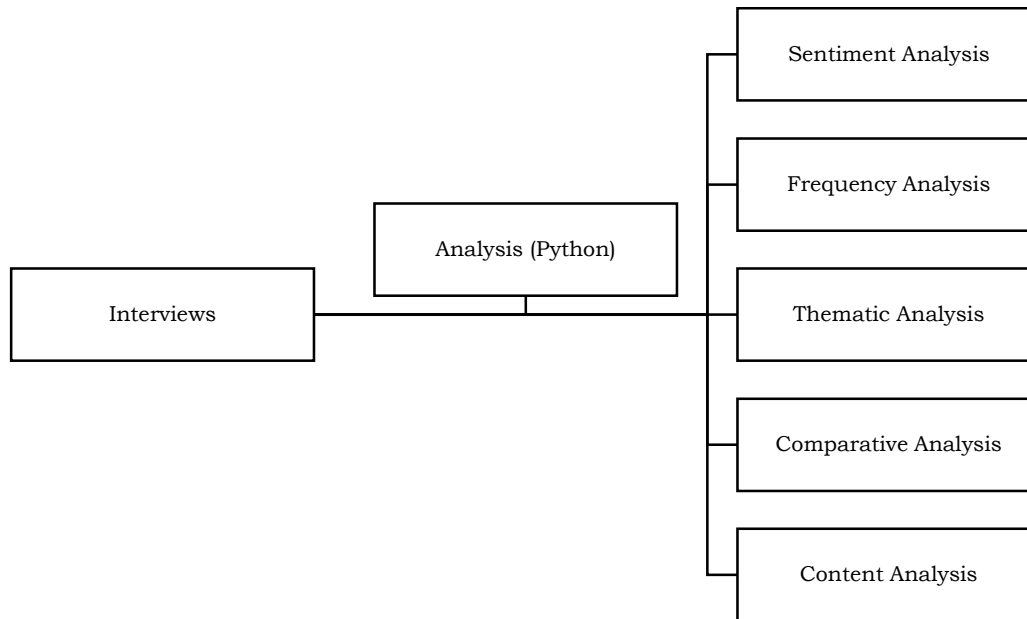 Interviews
Analysis (Python)
Sentiment Analysis
Frequency Analysis
Thematic Analysis
Comparative Analysis
Content Analysis